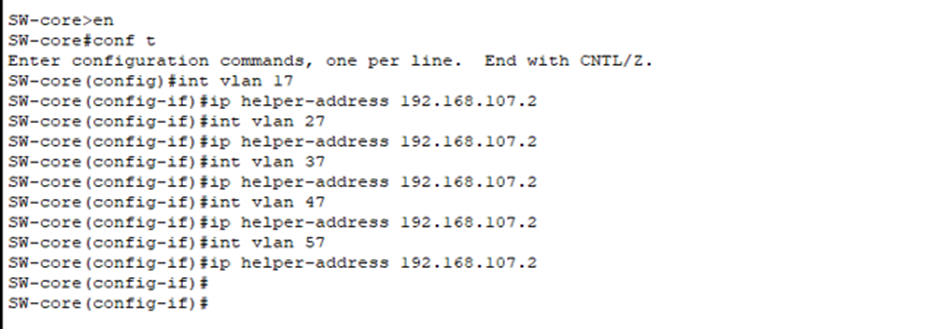 SW-core>en
SW-core#conf t
Enter configuration commands, one per line.  End with CNTL/Z.
SW-core(config)#int vlan 17
SW-core(config-if)#ip helper-address 192.168.107.2
SW-core(config-if)#int vlan 27
SW-core(config-if)#ip helper-address 192.168.107.2
SW-core(config-if)#int vlan 37
SW-core(config-if)#ip helper-address 192.168.107.2
SW-core(config-if)#int vlan 47
SW-core(config-if)#ip helper-address 192.168.107.2
SW-core(config-if)#int vlan 57
SW-core(config-if)#ip helper-address 192.168.107.2
SW-core(config-if)#
SW-core(config-if)#